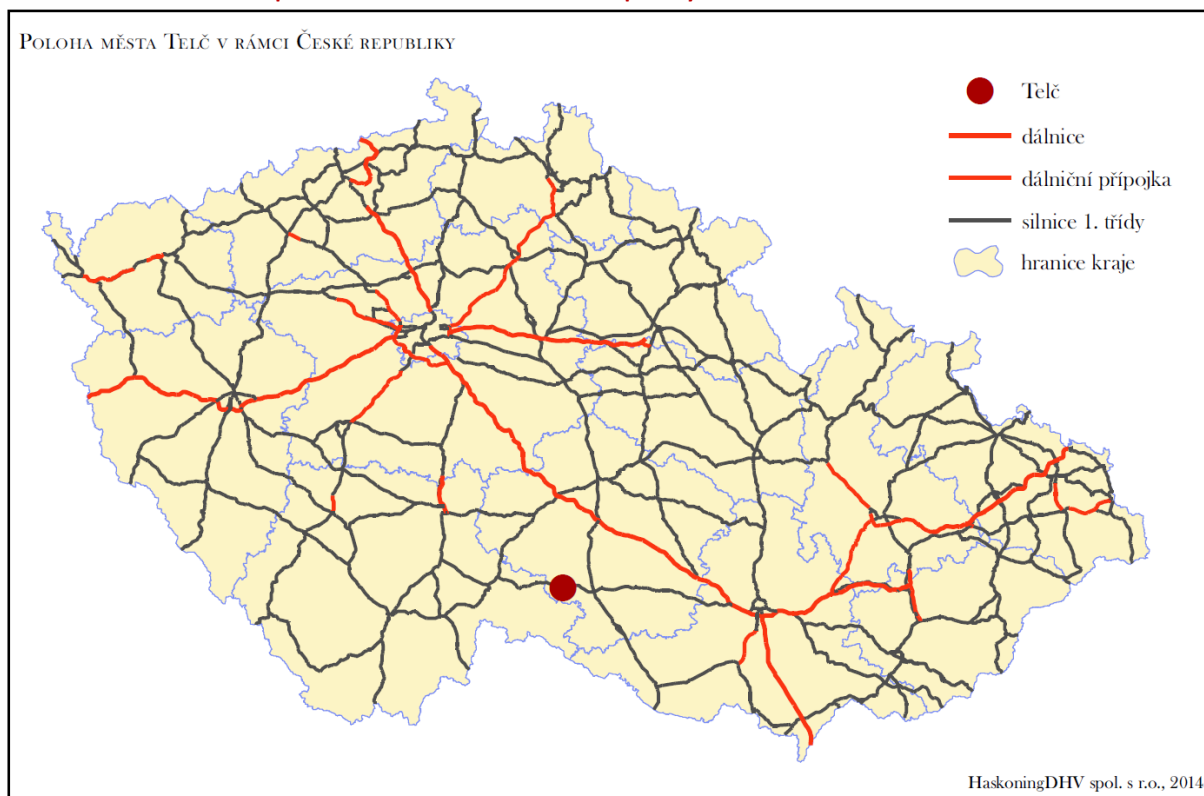 Poloha města Telč v rámci České republiky
Telč
dálnice
dálniční přípojka
silnice 1. třídy
hranice kraje
HaskoningDHV spol. s r.o., 2014